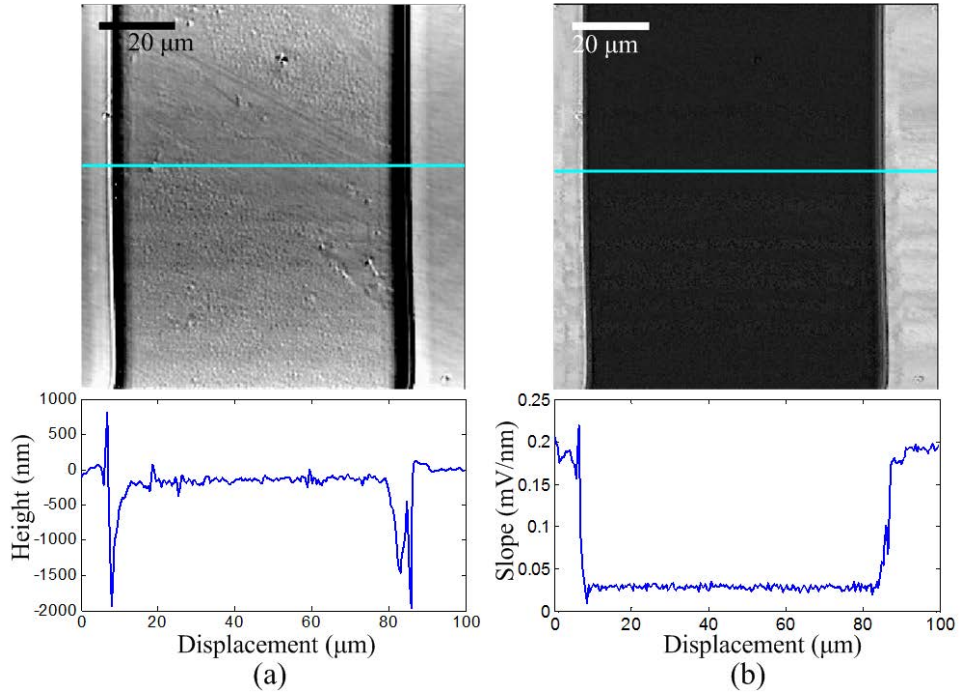 20 μm
20 μm
1000
500
0
-500
-1000
-1500
-2000
Height (nm)
0 20 40 60 80 100
Displacement (μm)
(a)
0.25
0.2
0.15
0.1
0.05
0
Slope (mV/nm)
0 20 40 60 80 100
Displacement (μm)
(b)